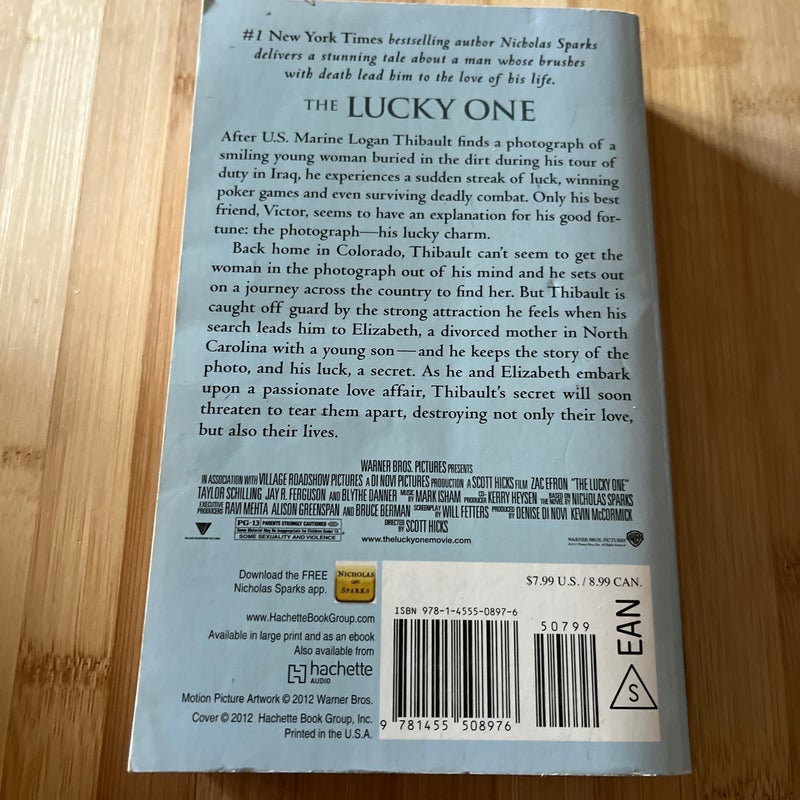 #1 New York Times bestselling author Nicholas Sparks
delivers a stunning tale about a man whose brushes
with death lead him to the love of his life.
THE LUCKY ONE
After U.S. Marine Logan Thibault finds a photograph of a
smiling young woman buried in the dirt during his tour of
duty in Iraq, he experiences a sudden streak of luck, winning
poker games and even surviving deadly combat. Only his best
friend, Victor, seems to have an explanation for his good for-
tune: the photograph—his lucky charm.
Back home in Colorado, Thibault can't seem to get the
woman in the photograph out of his mind and he sets out
on a journey across the country to find her. But Thibault is
caught off guard by the strong attraction he feels when his
search leads him to Elizabeth, a divorced mother in North
Carolina with a young son—and he keeps the story of the
photo, and his luck, a secret. As he and Elizabeth embark
upon a passionate love affair, Thibault's secret will soon
threaten to tear them apart, destroying not only their love,
but also their lives.
WARNER BROS. PICTURES PRESENTS
IN ASSOCIATION WITH VILLAGE ROADSHOW PICTURES A DI NOVI PICTURES PRODUCTION A SCOTT HICKS FILM ZAC EFRON "THE LUCKY ONE"
TAYLOR SCHILLING JAY R. FERGUSON AND BLYTHE DANNER MUSIC BY MARK ISHAM CO-PRODUCER KERRY HEYSEN BASED ON THE NOVEL BY NICHOLAS SPARKS
EXECUTIVE PRODUCERS RAVI MEHTA ALISON GREENSPAN AND BRUCE BERMAN SCREENPLAY BY WILL FETTERS PRODUCED BY DENISE DI NOVI KEVIN McCORMICK
DIRECTED BY SCOTT HICKS
PG-13 PARENTS STRONGLY CAUTIONED
Some Material May Be Inappropriate for Children Under 13
SOME SEXUALITY AND VIOLENCE
www.theluckyonemovie.com
WARNER BROS. PICTURES
Download the FREE
Nicholas Sparks app.
NICHOLAS
SPARKS
www.HachetteBookGroup.com
Available in large print and as an ebook
Also available from
hachette
AUDIO
Motion Picture Artwork © 2012 Warner Bros.
Cover © 2012 Hachette Book Group, Inc.
Printed in the U.S.A.
$7.99 U.S. / 8.99 CAN.
ISBN 978-1-4555-0897-6
50799
9 781455 508976
EAN
S